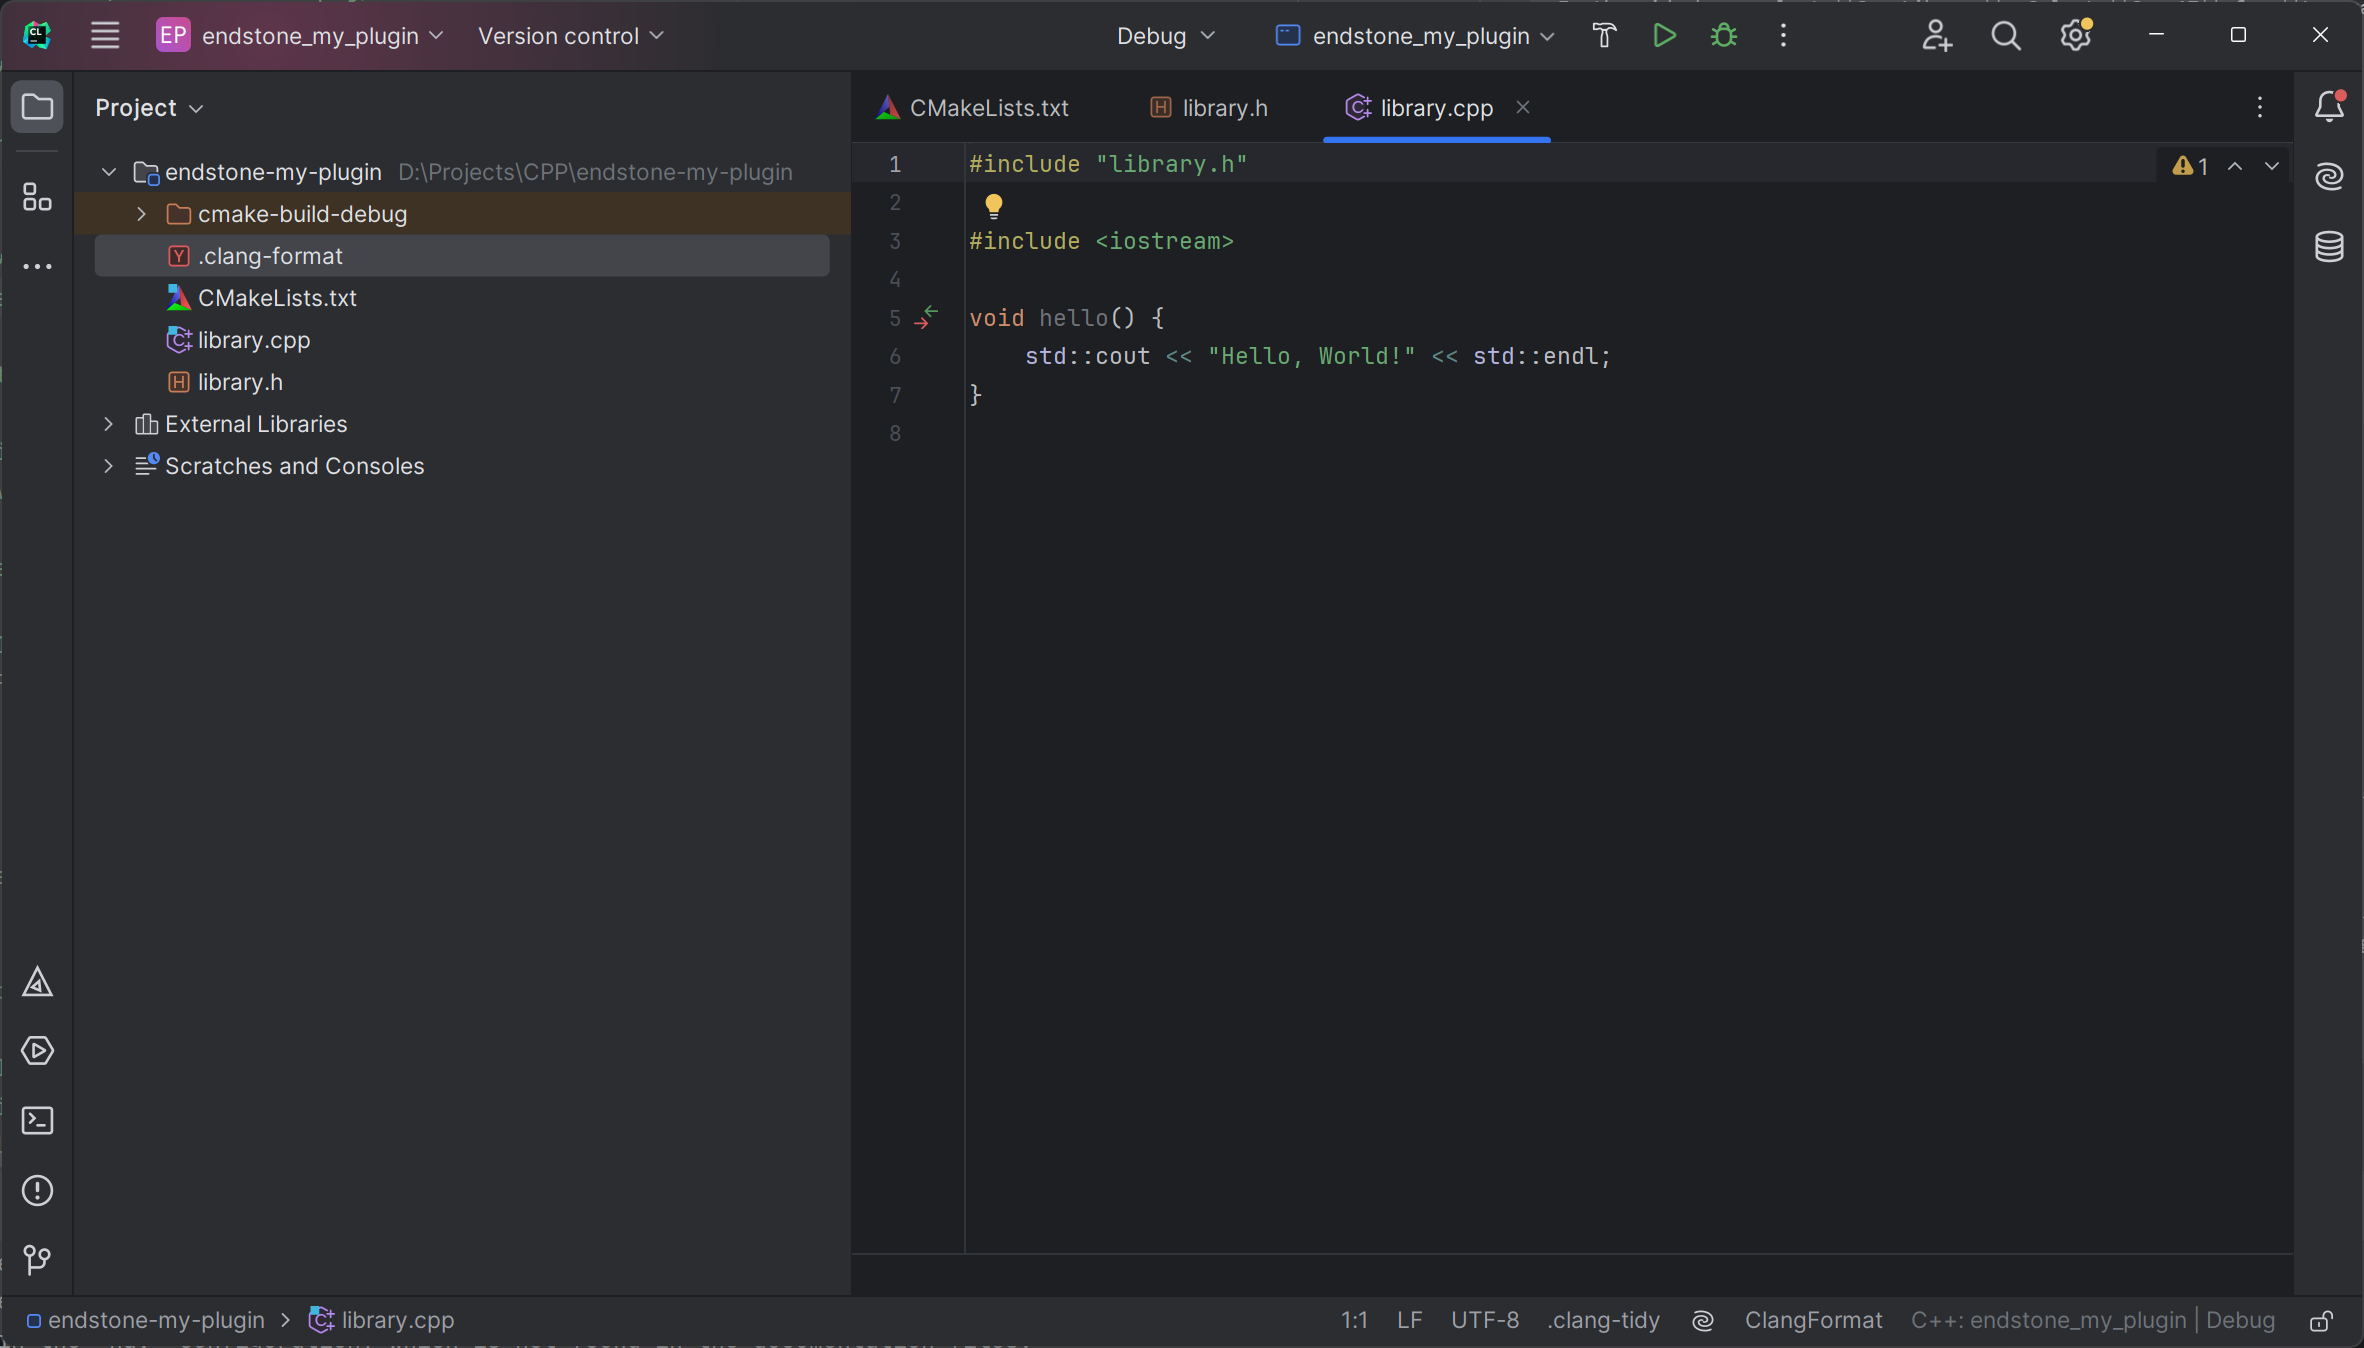 CL EP endstone_my_plugin Version control Debug endstone_my_plugin
Project
endstone-my-plugin D:\Projects\CPP\endstone-my-plugin
cmake-build-debug
.clang-format
CMakeLists.txt
library.cpp
library.h
External Libraries
Scratches and Consoles
CMakeLists.txt library.h library.cpp
1 #include "library.h"
2
3 #include <iostream>
4
5 void hello() {
6 std::cout << "Hello, World!" << std::endl;
7 }
8
1
endstone-my-plugin library.cpp 1:1 LF UTF-8 .clang-tidy ClangFormat C++: endstone_my_plugin | Debug